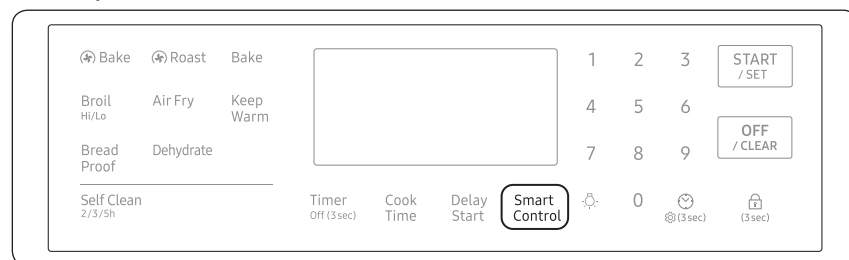 Bake
Roast
Bake
1
2
3
START
/ SET
Broil
Hi/Lo
Air Fry
Keep
Warm
4
5
6
OFF
/ CLEAR
Bread
Proof
Dehydrate
7
8
9
Self Clean
2/3/5h
Timer
Off (3 sec)
Cook
Time
Delay
Start
Smart
Control
0
(3 sec)
(3 sec)